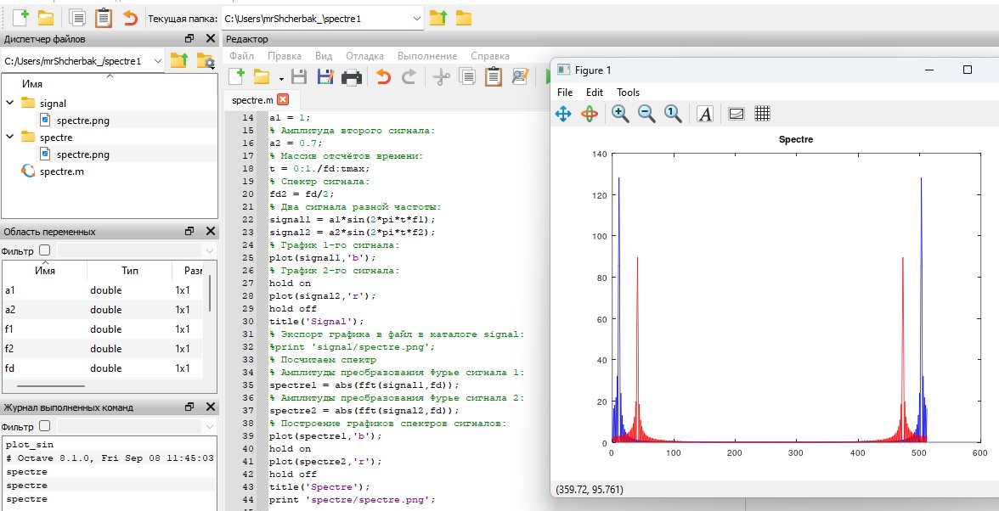 Текущая папка: C:\Users\mrShcherbak_\spectre1
Диспетчер файлов
C:/Users/mrShcherbak_/spectre1
Имя
signal
spectre.png
spectre
spectre.png
spectre.m
Область переменных
Фильтр
Имя Тип Разм
a1 double 1x1
a2 double 1x1
f1 double 1x1
f2 double 1x1
fd double 1x1
Журнал выполненных команд
Фильтр
plot_sin
# Octave 8.1.0, Fri Sep 08 11:45:03
spectre
spectre
spectre
Редактор
Файл Правка Вид Отладка Выполнение Справка
spectre.m
14 a1 = 1;
15 % Амплитуда второго сигнала:
16 a2 = 0.7;
17 % Массив отсчётов времени:
18 t = 0:1./fd:tmax;
19 % Спектр сигнала:
20 fd2 = fd/2;
21 % Два сигнала разной частоты:
22 signal1 = a1*sin(2*pi*t*f1);
23 signal2 = a2*sin(2*pi*t*f2);
24 % График 1-го сигнала:
25 plot(signal1,'b');
26 % График 2-го сигнала:
27 hold on
28 plot(signal2,'r');
29 hold off
30 title('Signal');
31 % Экспорт графика в файл в каталоге signal:
32 %print 'signal/spectre.png';
33 % Посчитаем спектр
34 % Амплитуды преобразования Фурье сигнала 1:
35 spectre1 = abs(fft(signal1,fd));
36 % Амплитуды преобразования Фурье сигнала 2:
37 spectre2 = abs(fft(signal2,fd));
38 % Построение графиков спектров сигналов:
39 plot(spectre1,'b');
40 hold on
41 plot(spectre2,'r');
42 hold off
43 title('Spectre');
44 print 'spectre/spectre.png';
Figure 1
File Edit Tools
A
Spectre
140
120
100
80
60
40
20
0
0 100 200 300 400 500 600
(359.72, 95.761)